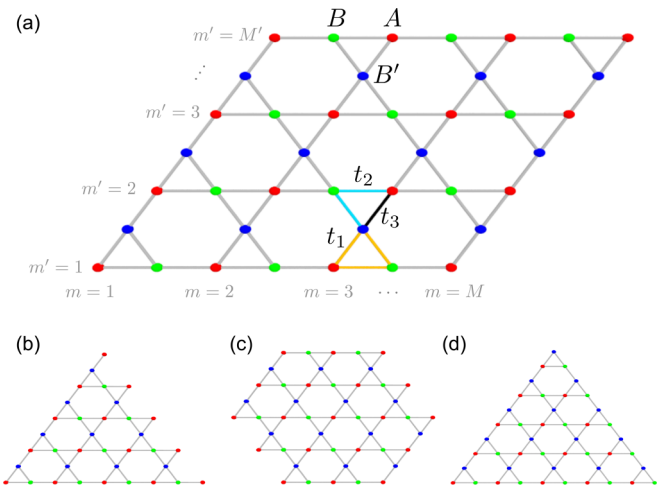 (a)
B A
m′ = M′
⋰ B′
m′ = 3
m′ = 2
t₂
t₃
t₁
m′ = 1
m = 1 m = 2 m = 3 ⋯ m = M
(b) (c) (d)